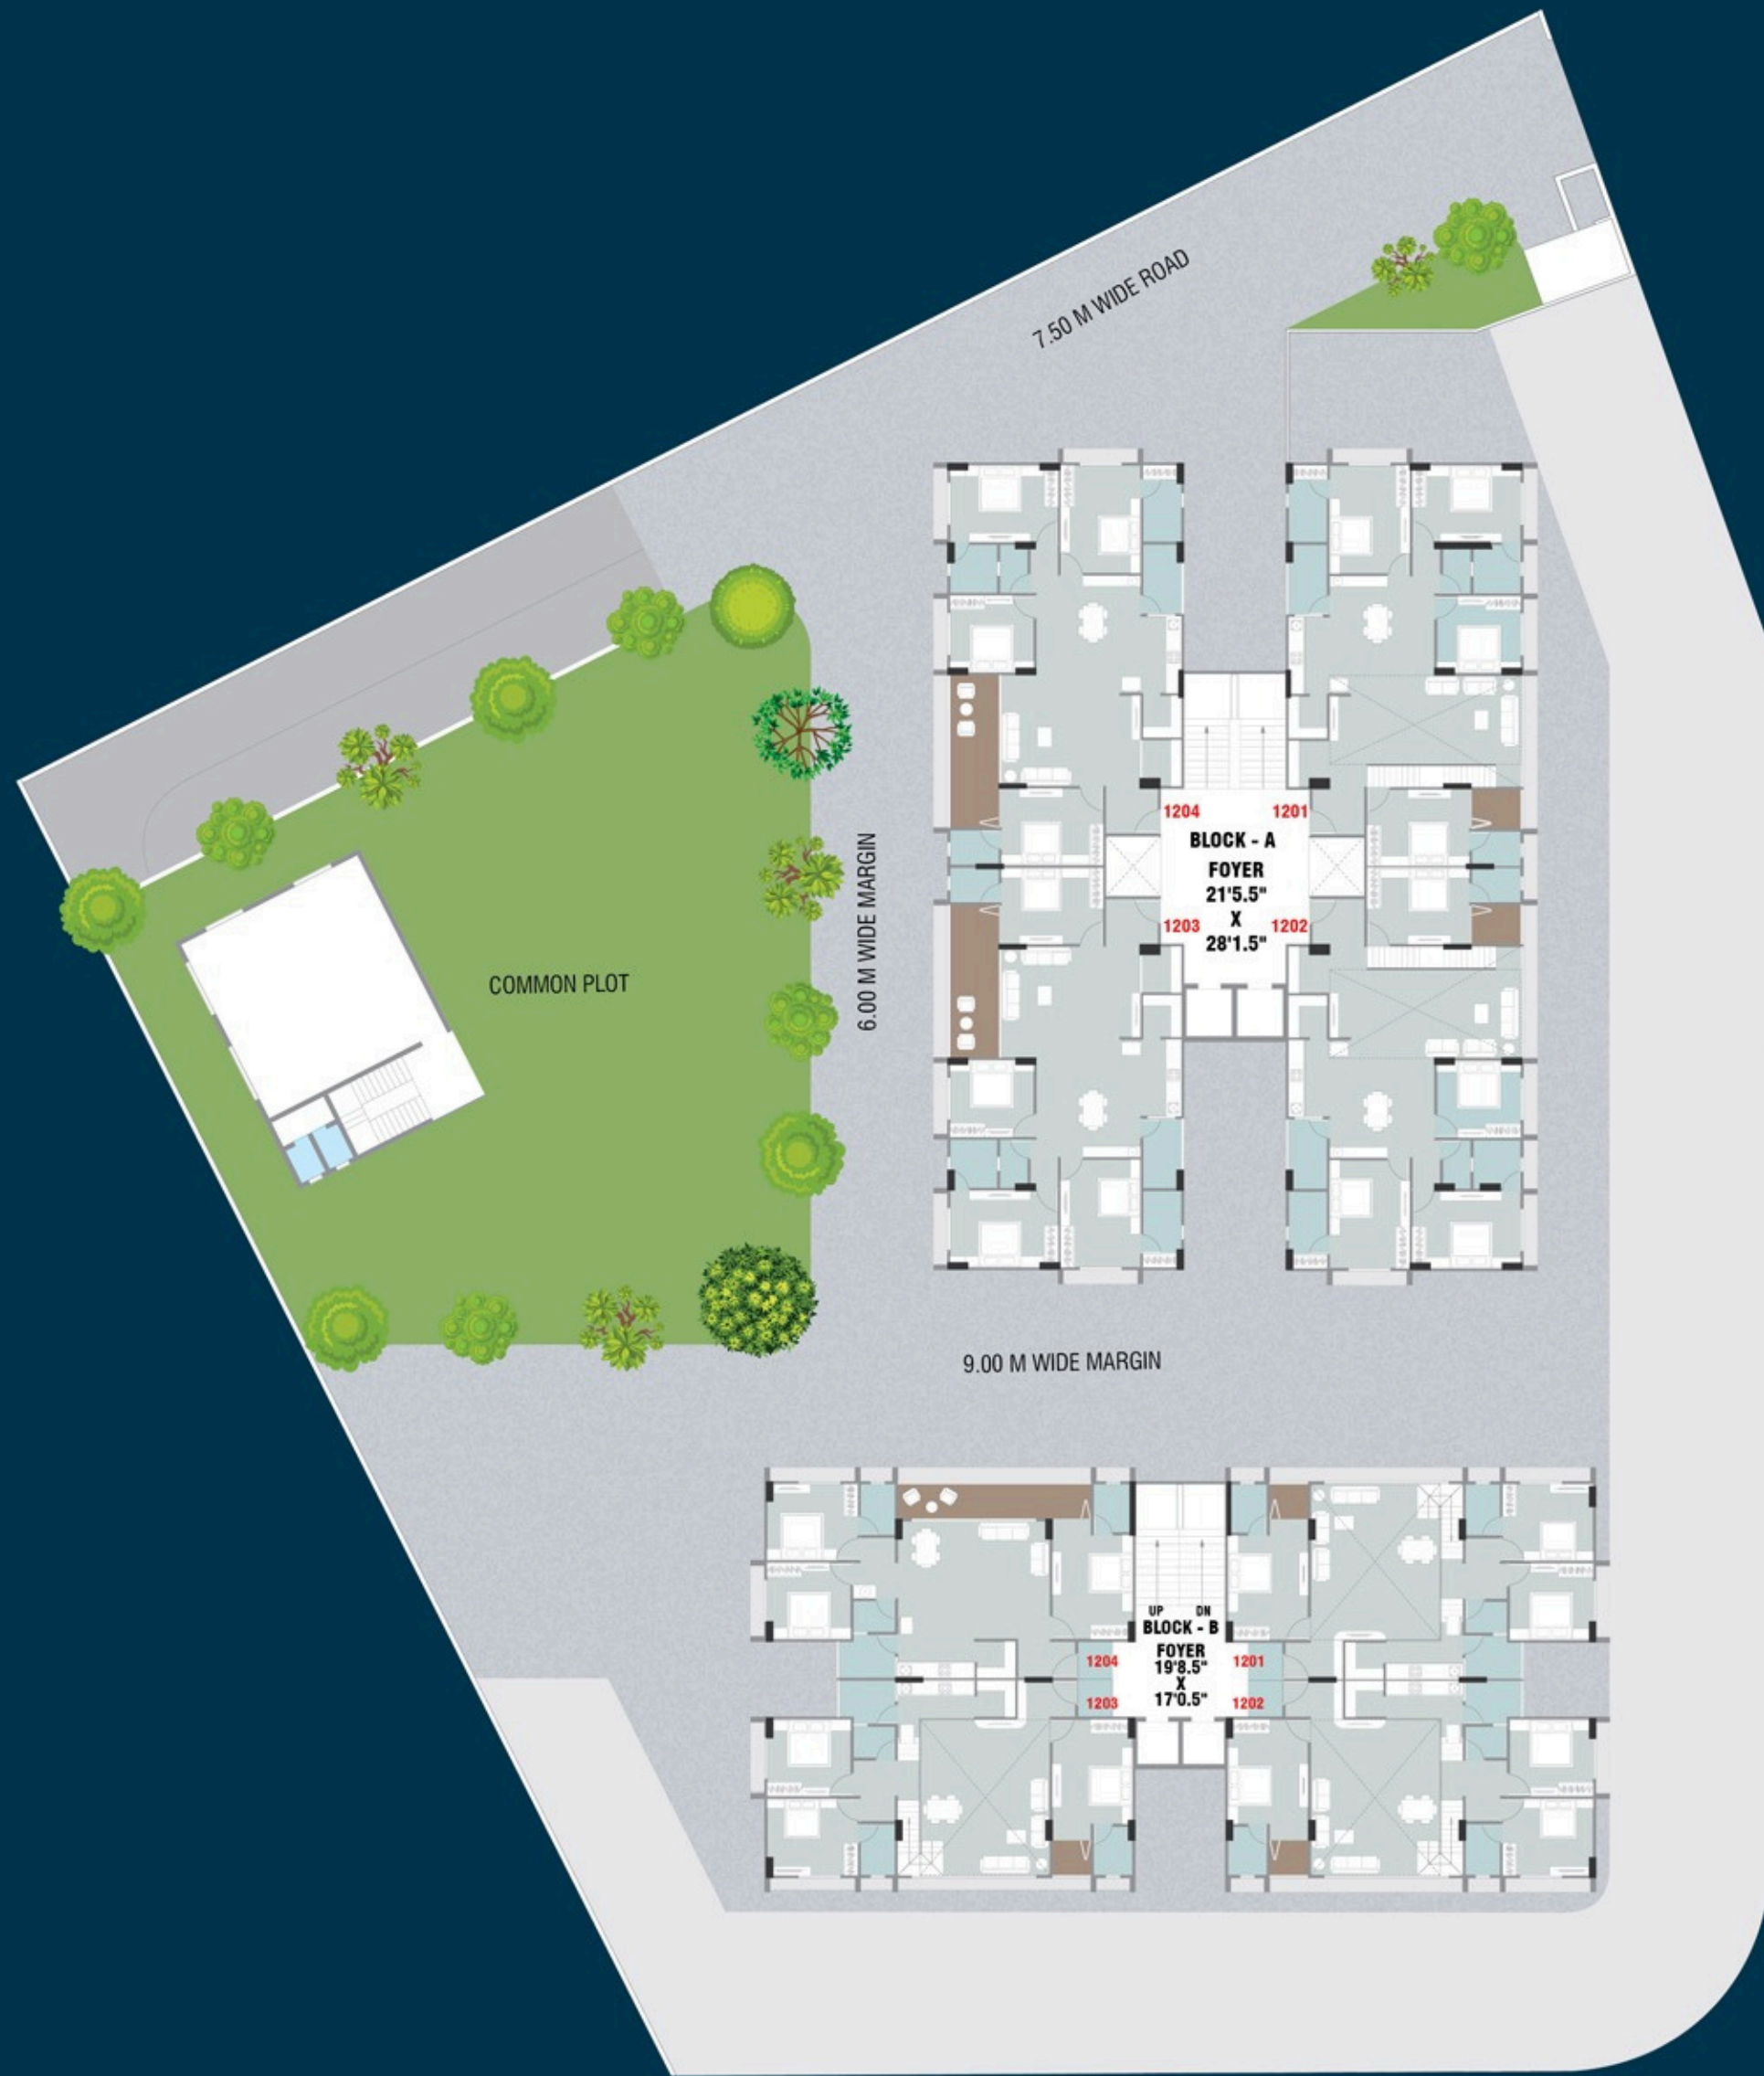 7.50 M WIDE ROAD
1204
1201
BLOCK - A
FOYER
21'5.5"
X
28'1.5"
1203
1202
6.00 M WIDE MARGIN
COMMON PLOT
9.00 M WIDE MARGIN
UP DN
BLOCK - B
FOYER
19'8.5"
X
17'0.5"
1204
1201
1203
1202